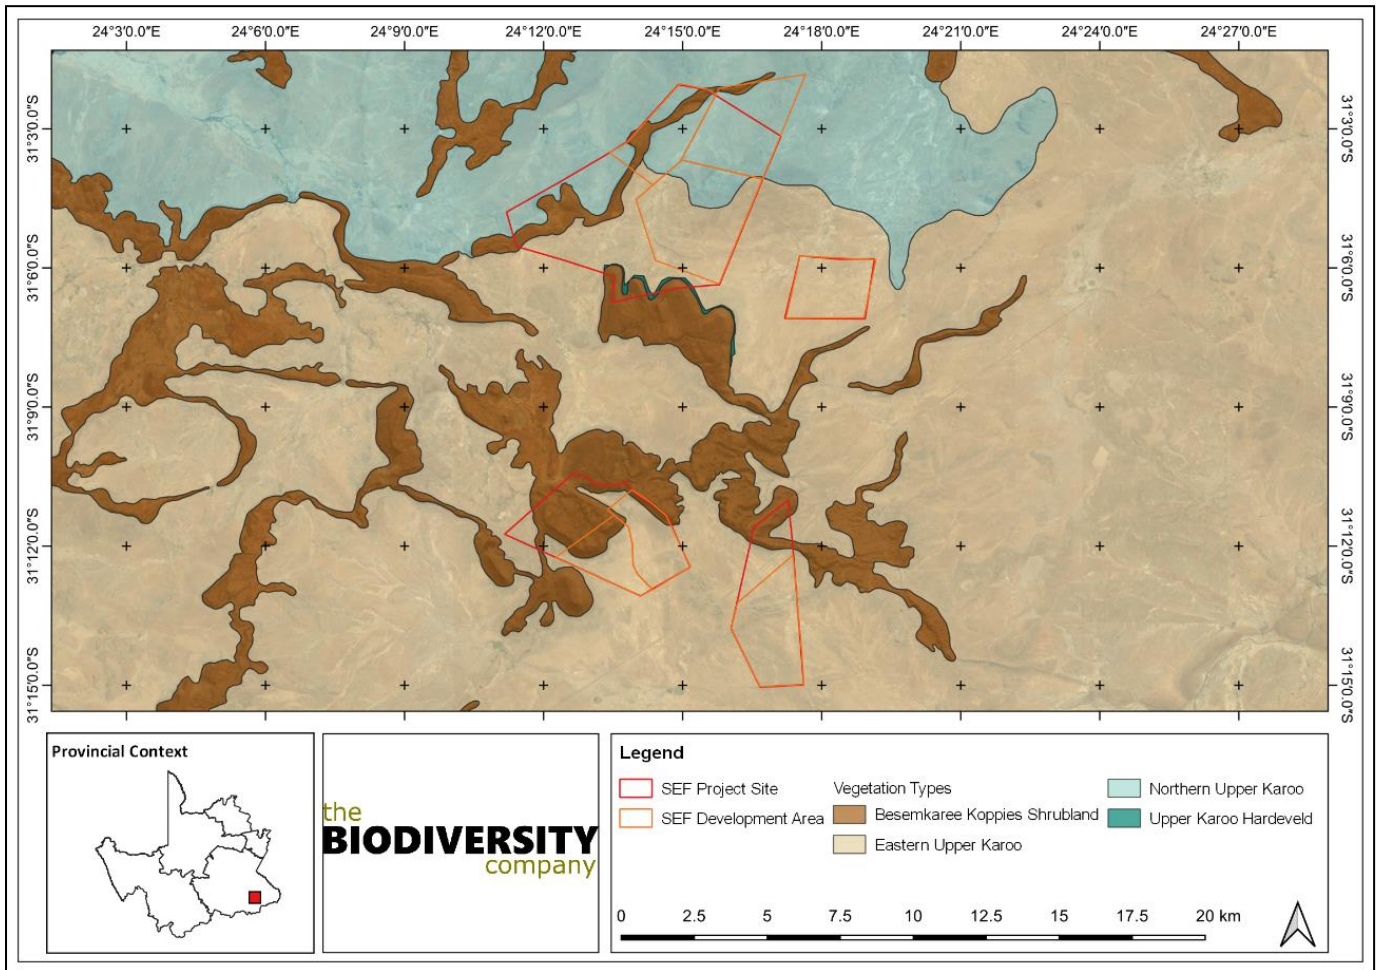 24°3'0.0"E 24°6'0.0"E 24°9'0.0"E 24°12'0.0"E 24°15'0.0"E 24°18'0.0"E 24°21'0.0"E 24°24'0.0"E 24°27'0.0"E
31°3'0.0"S 31°3'0.0"S
31°6'0.0"S 31°6'0.0"S
31°9'0.0"S 31°9'0.0"S
31°12'0.0"S 31°12'0.0"S
31°15'0.0"S 31°15'0.0"S
Provincial Context
the
BIODIVERSITY
company
Legend
SEF Project Site
SEF Development Area
Vegetation Types
Besemkaree Koppies Shrubland
Eastern Upper Karoo
Northern Upper Karoo
Upper Karoo Hardeveld
0 2.5 5 7.5 10 12.5 15 17.5 20 km